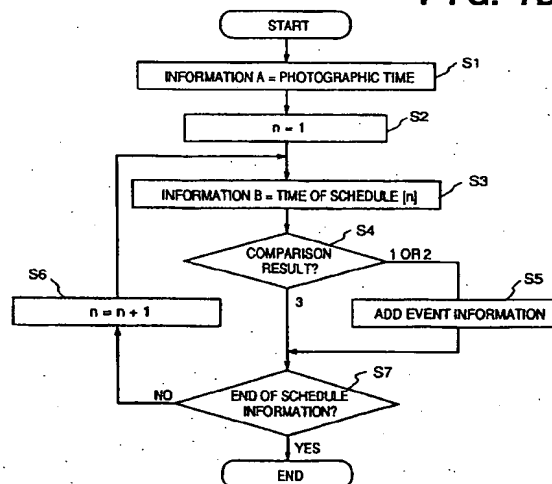 START
S1
INFORMATION A = PHOTOGRAPHIC TIME
S2
n = 1
S3
INFORMATION B = TIME OF SCHEDULE [n]
S4
COMPARISON
RESULT?
1 OR 2
S6
S5
n = n + 1
3
ADD EVENT INFORMATION
S7
NO
END OF SCHEDULE
INFORMATION?
YES
END